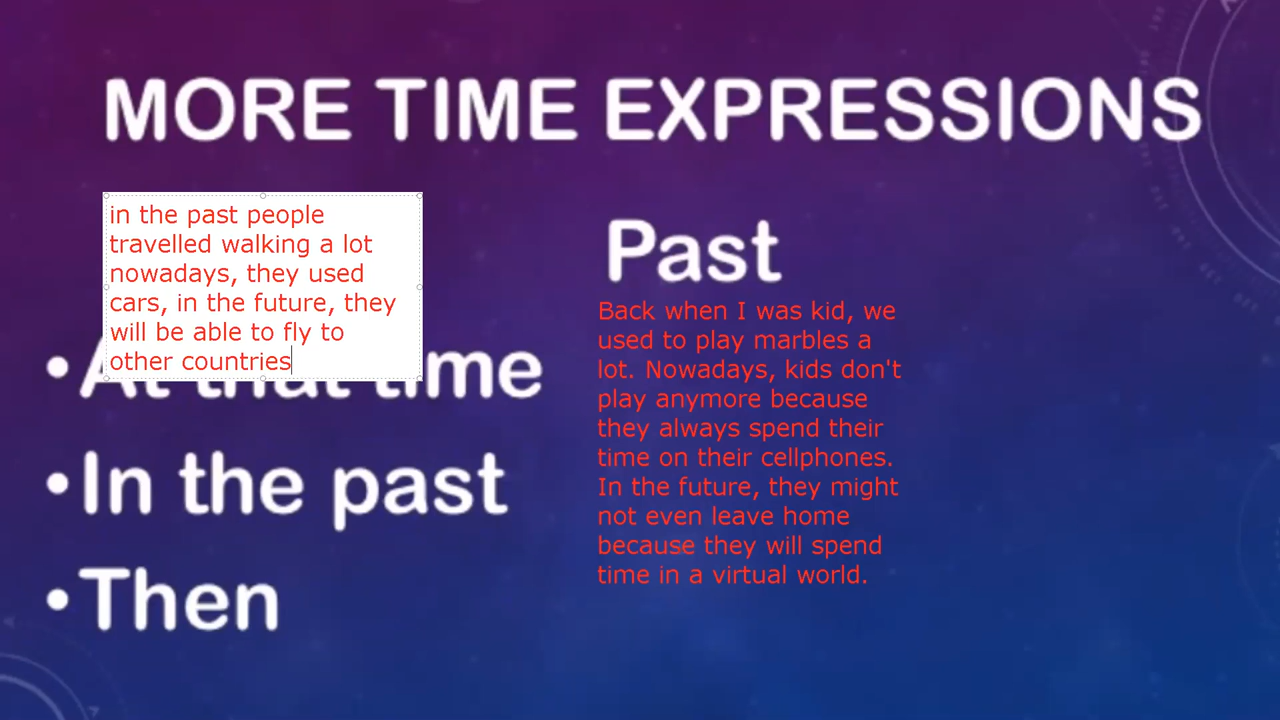 MORE TIME EXPRESSIONS
in the past people
travelled walking a lot
nowadays, they used
cars, in the future, they
will be able to fly to
other countries
•At that time
•In the past
•Then
Past
Back when I was kid, we
used to play marbles a
lot. Nowadays, kids don't
play anymore because
they always spend their
time on their cellphones.
In the future, they might
not even leave home
because they will spend
time in a virtual world.